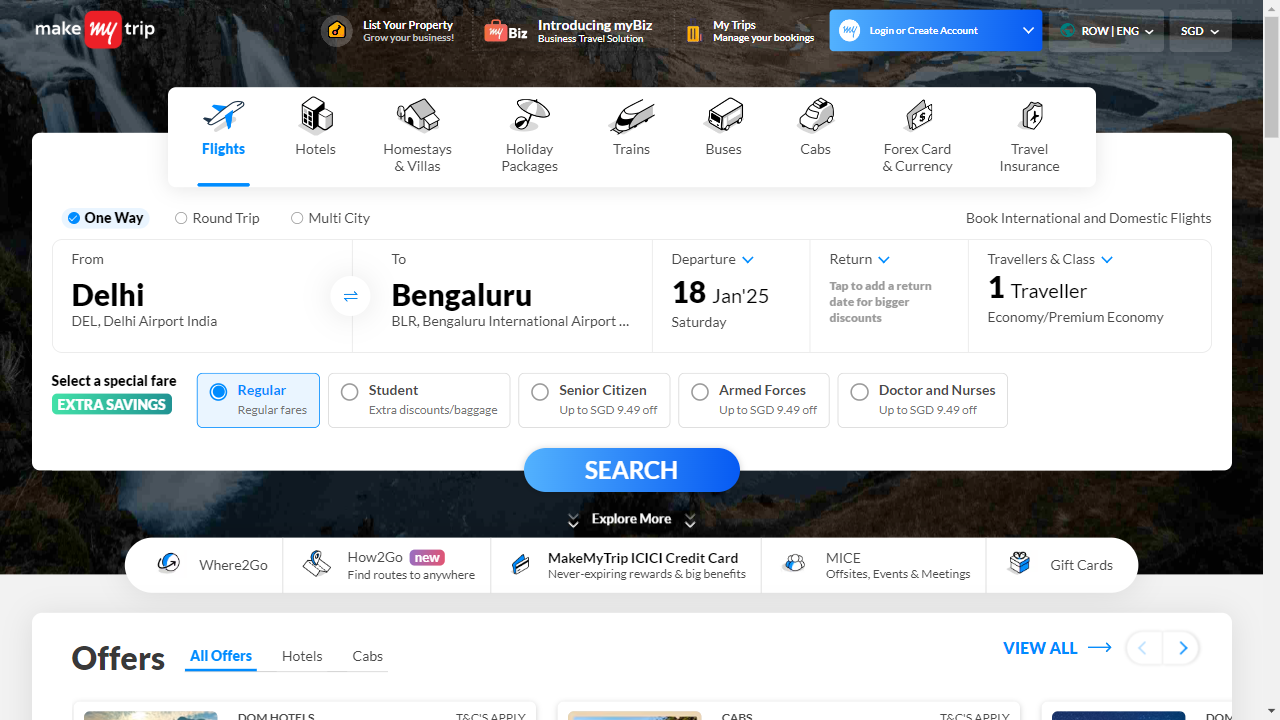 make my trip
List Your Property
Grow your business!
my Biz
Introducing myBiz
Business Travel Solution
My Trips
Manage your bookings
my
Login or Create Account
ROW | ENG
SGD
Flights
Hotels
Homestays
& Villas
Holiday
Packages
Trains
Buses
Cabs
Forex Card
& Currency
Travel
Insurance
One Way
Round Trip
Multi City
Book International and Domestic Flights
From
Delhi
DEL, Delhi Airport India
To
Bengaluru
BLR, Bengaluru International Airport ...
Departure
18 Jan'25
Saturday
Return
Tap to add a return
date for bigger
discounts
Travellers & Class
1 Traveller
Economy/Premium Economy
Select a special fare
EXTRA SAVINGS
Regular
Regular fares
Student
Extra discounts/baggage
Senior Citizen
Up to SGD 9.49 off
Armed Forces
Up to SGD 9.49 off
Doctor and Nurses
Up to SGD 9.49 off
SEARCH
Explore More
Where2Go
How2Go new
Find routes to anywhere
MakeMyTrip ICICI Credit Card
Never-expiring rewards & big benefits
MICE
Offsites, Events & Meetings
Gift Cards
Offers
All Offers
Hotels
Cabs
VIEW ALL
DOM HOTELS
T&C'S APPLY
CABS
T&C'S APPLY
DOM